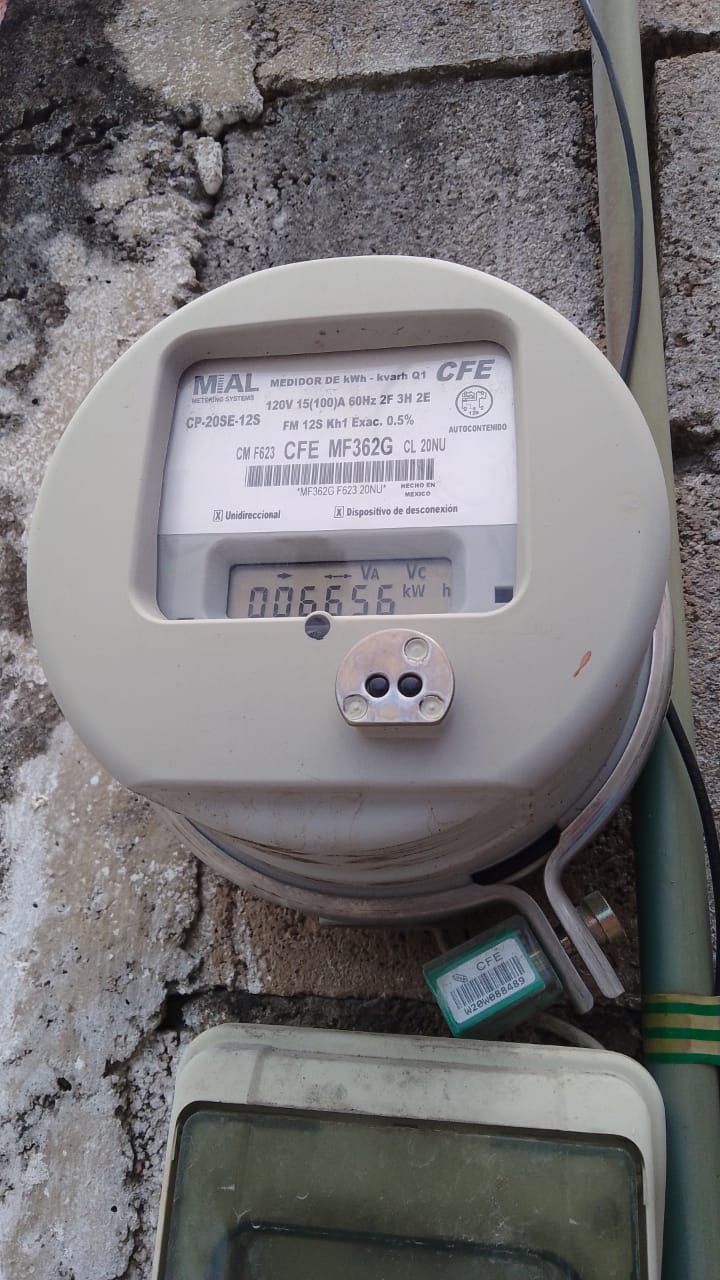 MIAL
METERING SYSTEMS
MEDIDOR DE kWh - kvarh Q1
CFE
CP-20SE-12S
120V 15(100)A 60Hz 2F 3H 2E
FM 12S Kh1 Exac. 0.5%
AUTOCONTENIDO
CM F623 CFE MF362G CL 20NU
*MF362G F623 20NU*
HECHO EN
MEXICO
X Unidireccional
X Dispositivo de desconexión
VA VC
006656 kW h
CFE
W20W088489